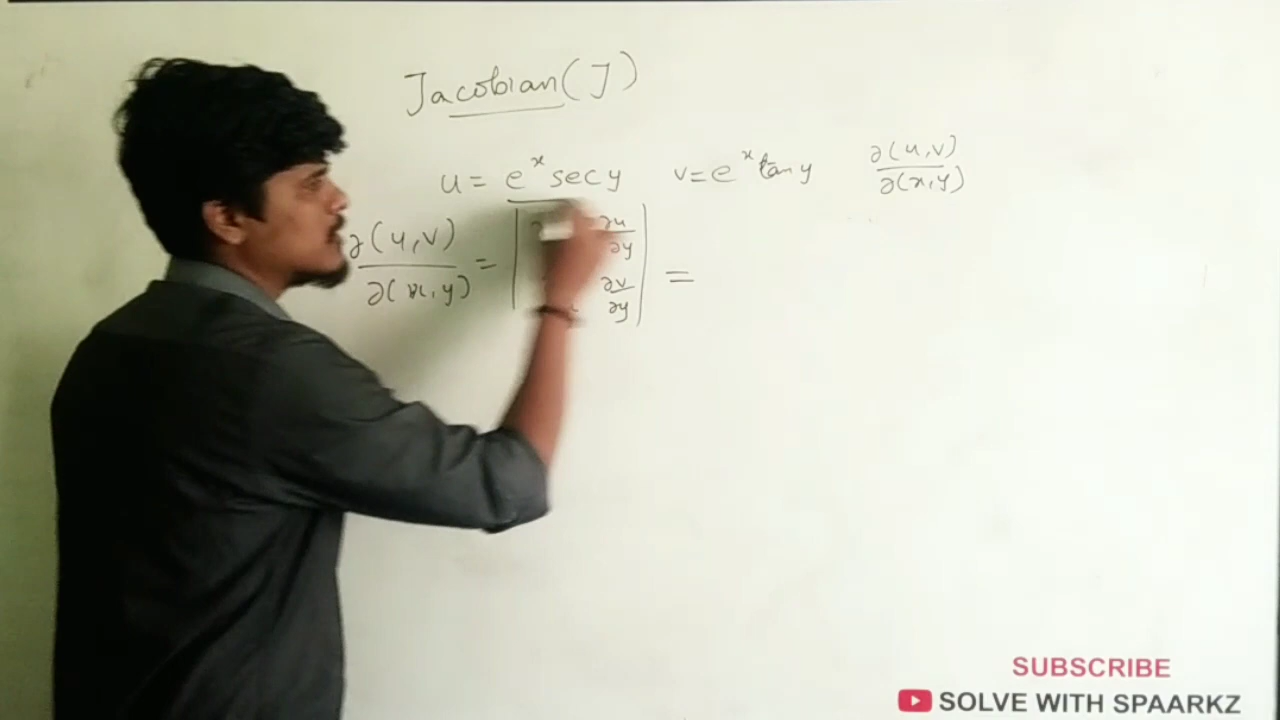 Jacobian(J)
u = e^x sec y   v = e^x tan y   ∂(u,v)/∂(x,y)
∂(u,v)/∂(x,y) = | ∂u/∂y | =
∂v/∂y
SUBSCRIBE
SOLVE WITH SPAARKZ